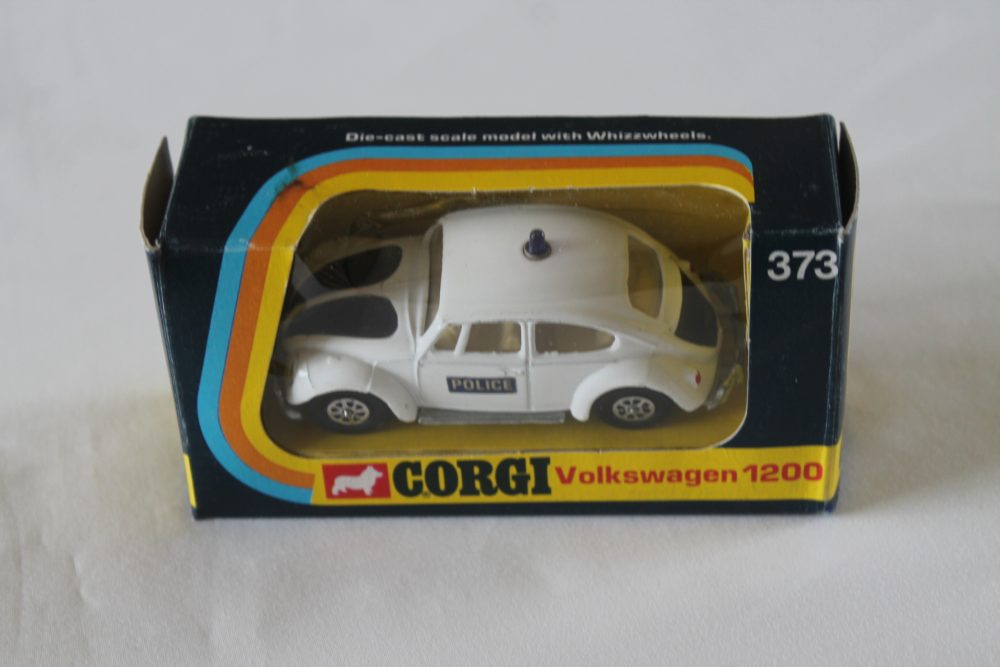 Die-cast scale model with Whizzwheels.
373
POLICE
CORGI Volkswagen 1200